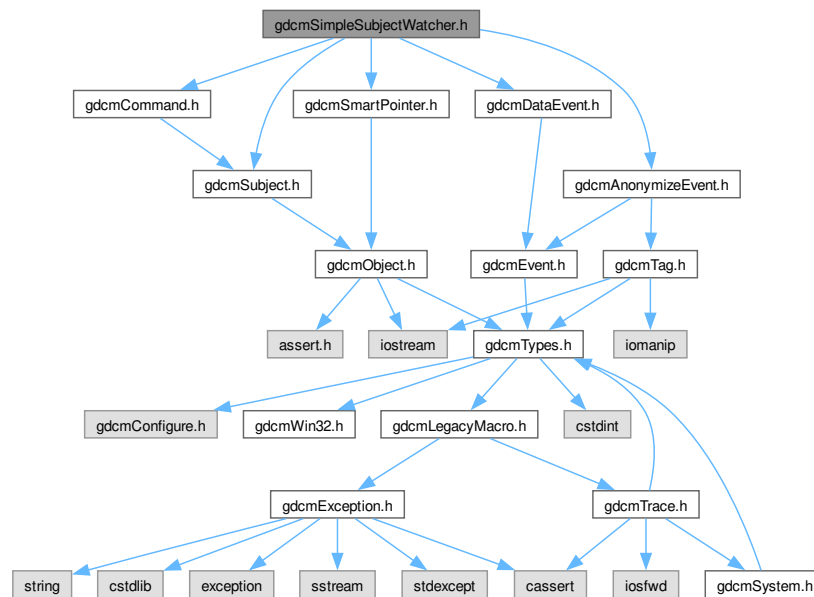 gdcmSimpleSubjectWatcher.h
gdcmCommand.h
gdcmSmartPointer.h
gdcmDataEvent.h
gdcmSubject.h
gdcmAnonymizeEvent.h
gdcmObject.h
gdcmEvent.h
gdcmTag.h
assert.h
iostream
gdcmTypes.h
iomanip
gdcmConfigure.h
gdcmWin32.h
gdcmLegacyMacro.h
cstdint
gdcmException.h
gdcmTrace.h
string
cstdlib
exception
sstream
stdexcept
cassert
iosfwd
gdcmSystem.h